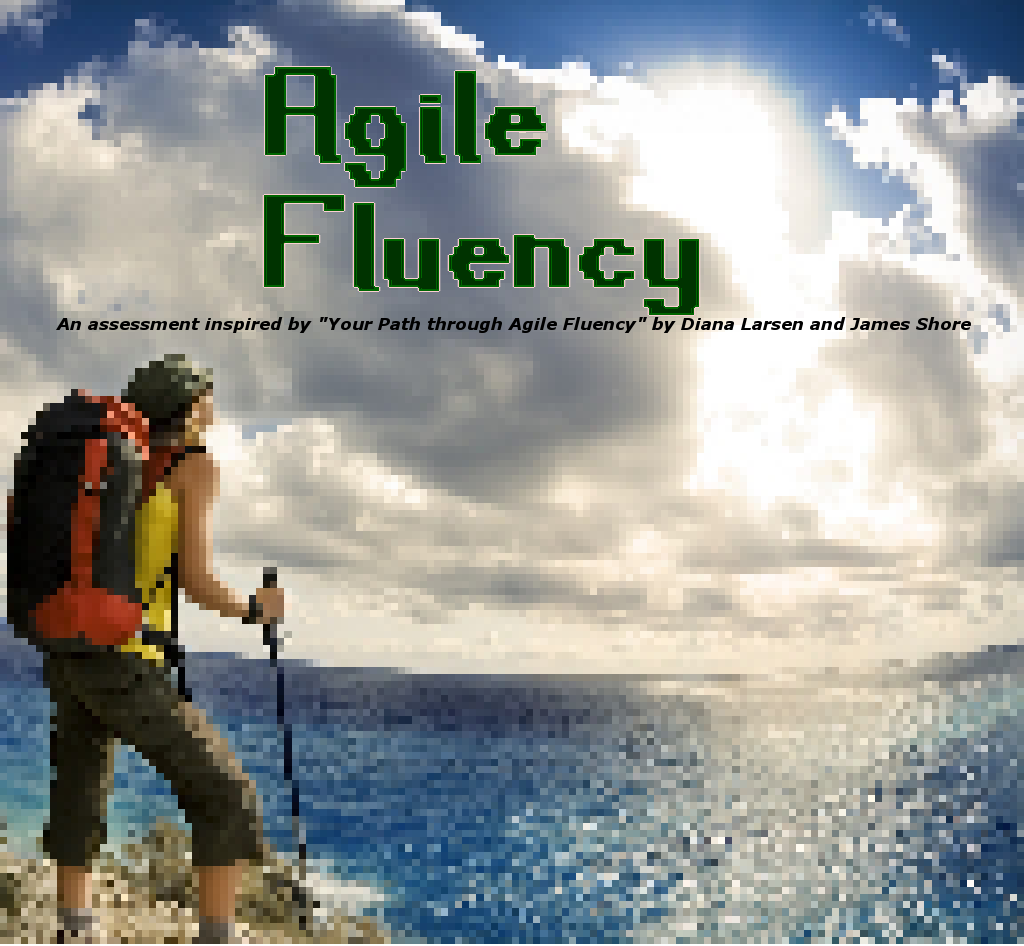 Agile
Fluency
An assessment inspired by "Your Path through Agile Fluency" by Diana Larsen and James Shore